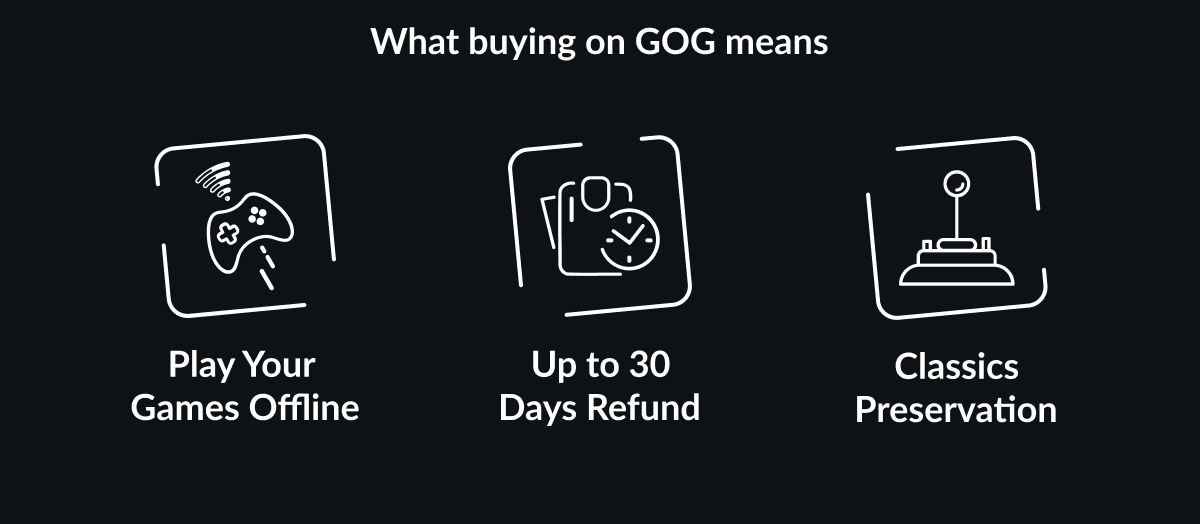 What buying on GOG means
Play Your
Games Offline
Up to 30
Days Refund
Classics
Preservation